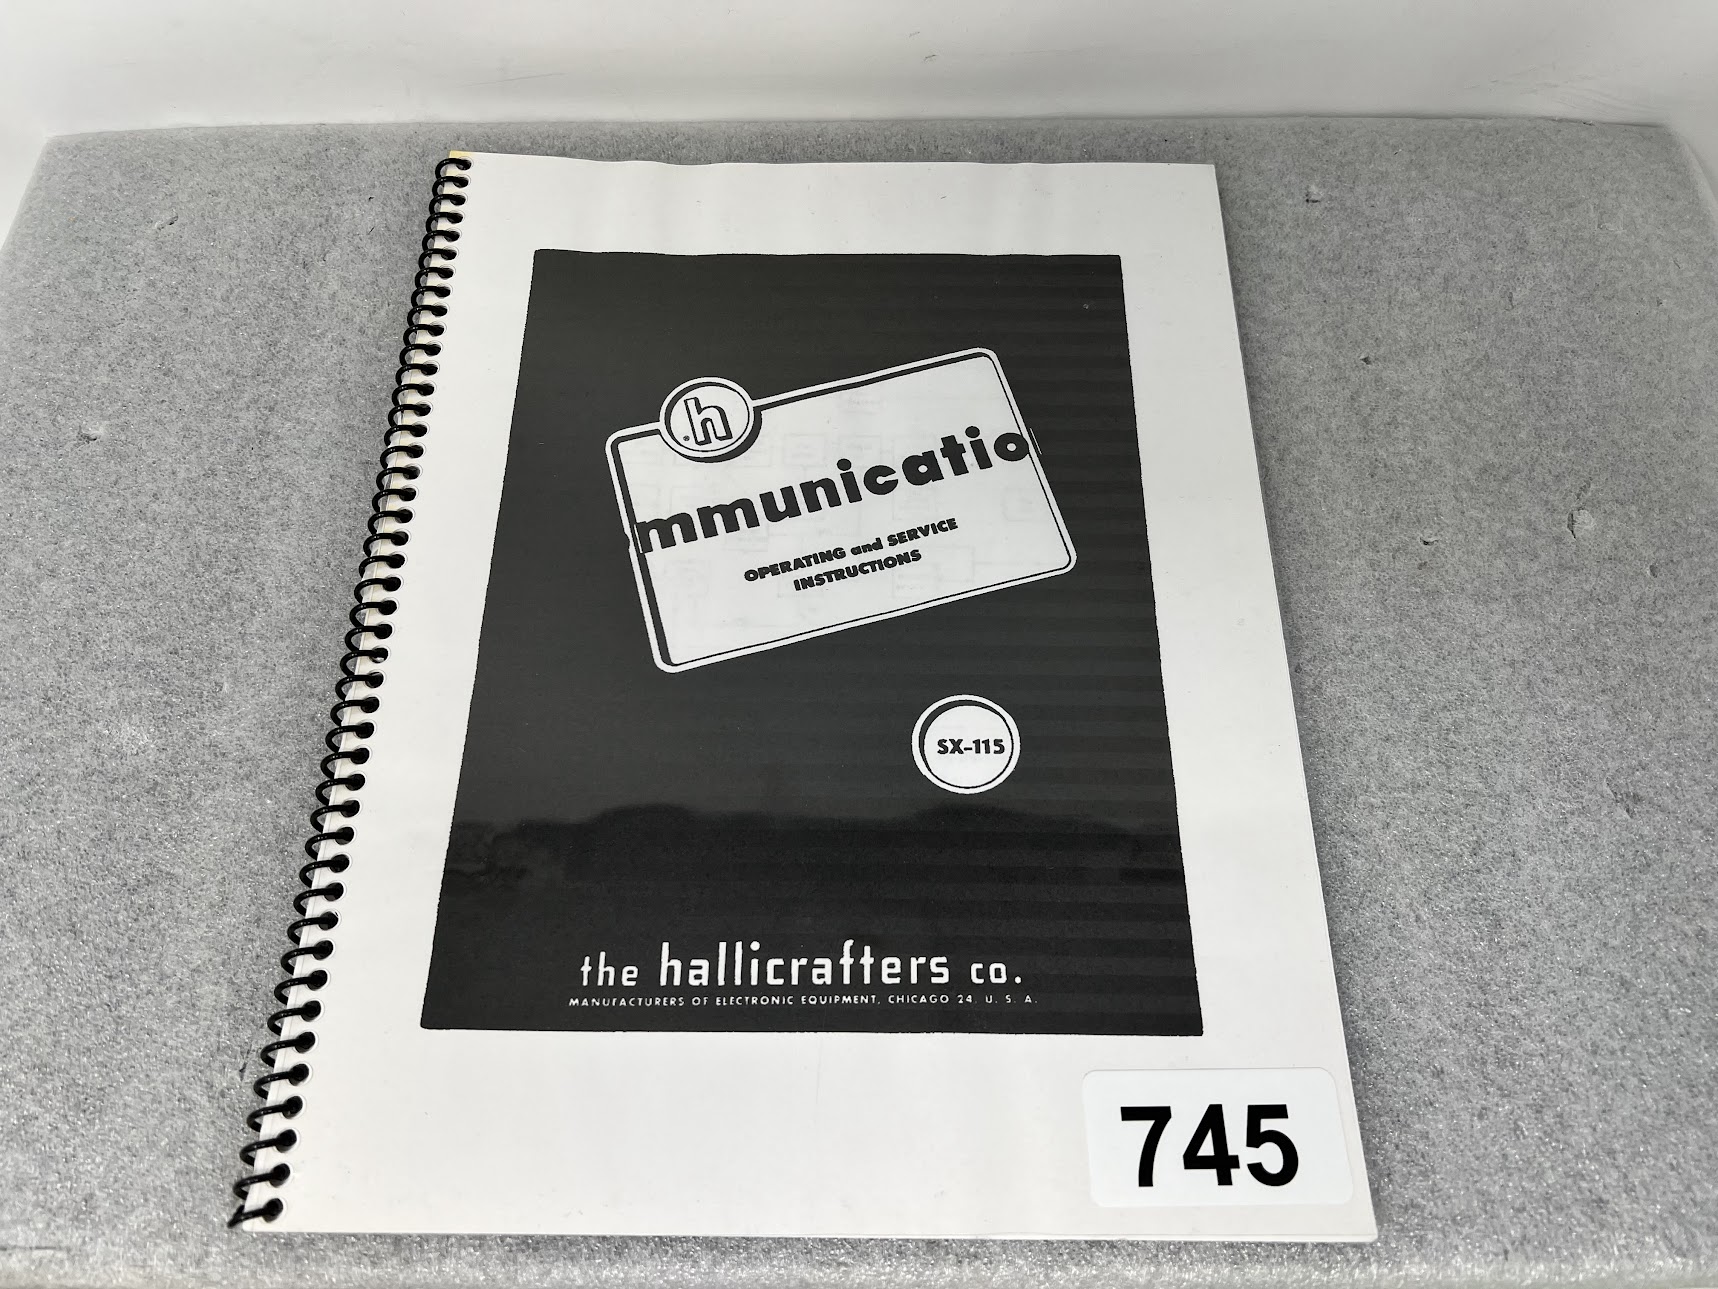 h
mmunicatio
OPERATING and SERVICE
INSTRUCTIONS
SX-115
the hallicrafters co.
MANUFACTURERS OF ELECTRONIC EQUIPMENT, CHICAGO 24, U. S. A.
745